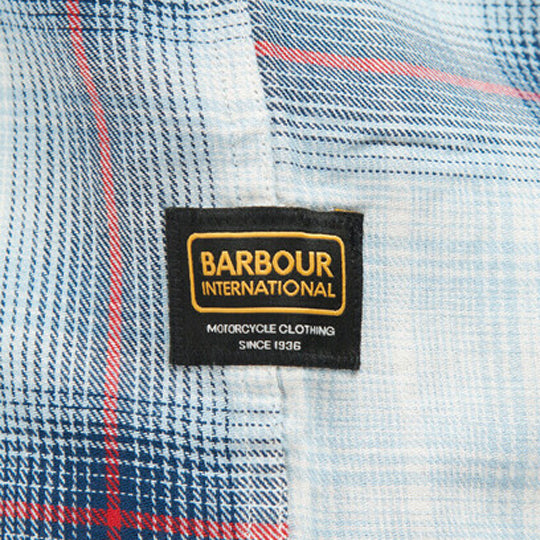 BARBOUR
INTERNATIONAL
MOTORCYCLE CLOTHING
SINCE 1936